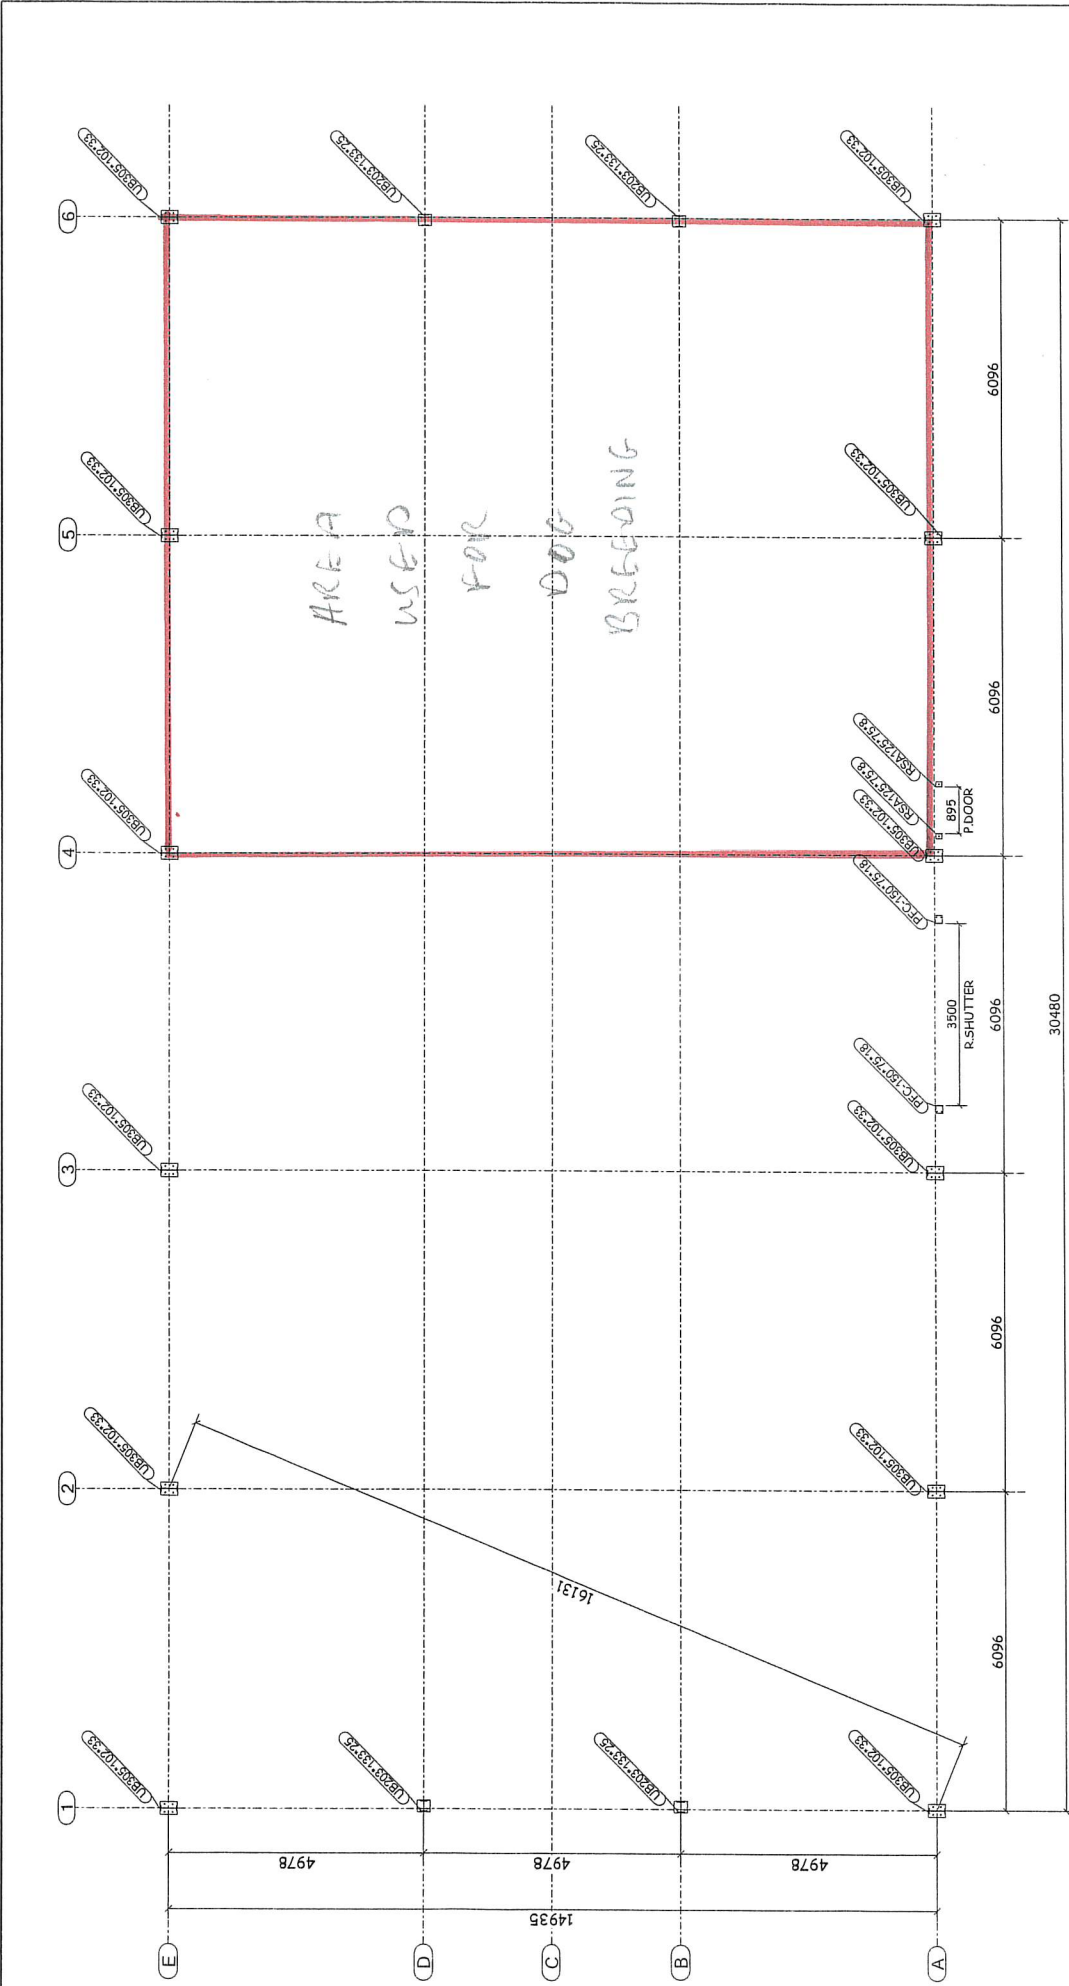 6
5
4
3
2
1
UB305*102*33
UB203*133*25
UB203*133*25
UB305*102*33
UB305*102*33
UB305*102*33
UB305*102*33
RSA125*75*8
RSA125*75*8
UB305*102*33
PFC-150*75*18
PFC-150*75*18
UB305*102*33
UB305*102*33
UB305*102*33
UB305*102*33
UB305*102*33
UB203*133*25
UB203*133*25
UB305*102*33
AREA
USED
FOR
DOG
BREEDING
895
P.DOOR
3500
R.SHUTTER
6096
6096
6096
6096
6096
30480
16131
4978
4978
4978
14935
E
D
C
B
A